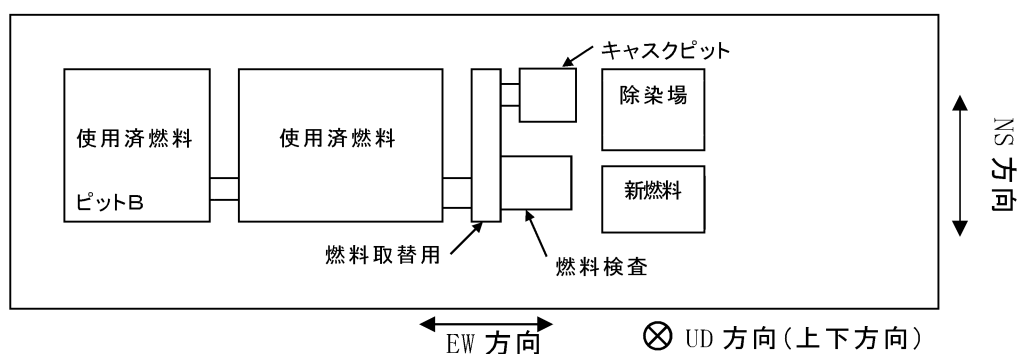 キャスクピット
除染場
使用済燃料
使用済燃料
ピットB
新燃料
燃料取替用
燃料検査
NS 方向
EW 方向
UD 方向(上下方向)